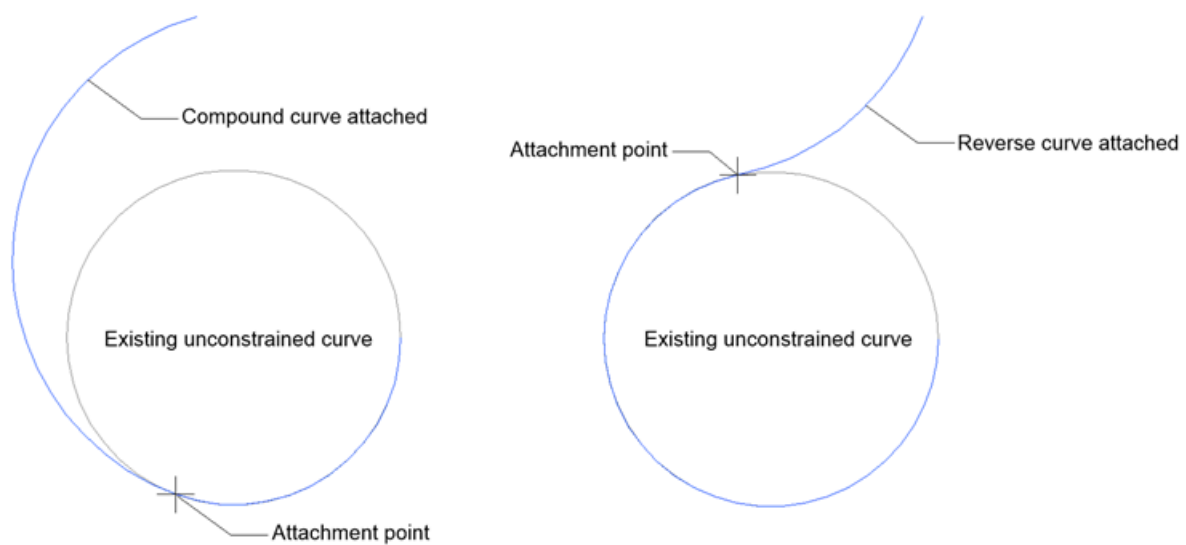 Compound curve attached
Existing unconstrained curve
Attachment point
Attachment point
Reverse curve attached
Existing unconstrained curve